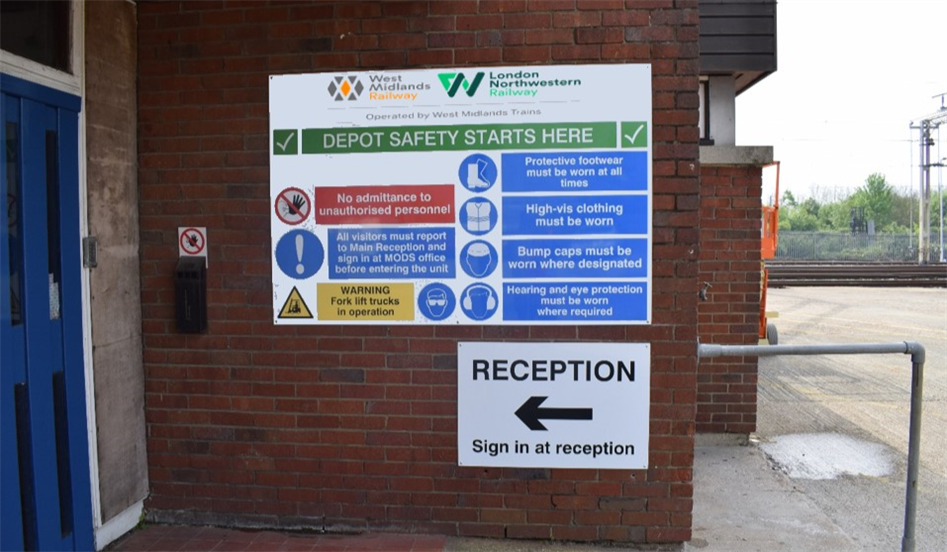 West
Midlands
Railway
London
Northwestern
Railway
Operated by West Midlands Trains
DEPOT SAFETY STARTS HERE
No admittance to
unauthorised personnel
All visitors must report
to Main Reception and
sign in at MODS office
before entering the unit
WARNING
Fork lift trucks
in operation
Protective footwear
must be worn at all
times
High-vis clothing
must be worn
Bump caps must be
worn where designated
Hearing and eye protection
must be worn
where required
RECEPTION
Sign in at reception